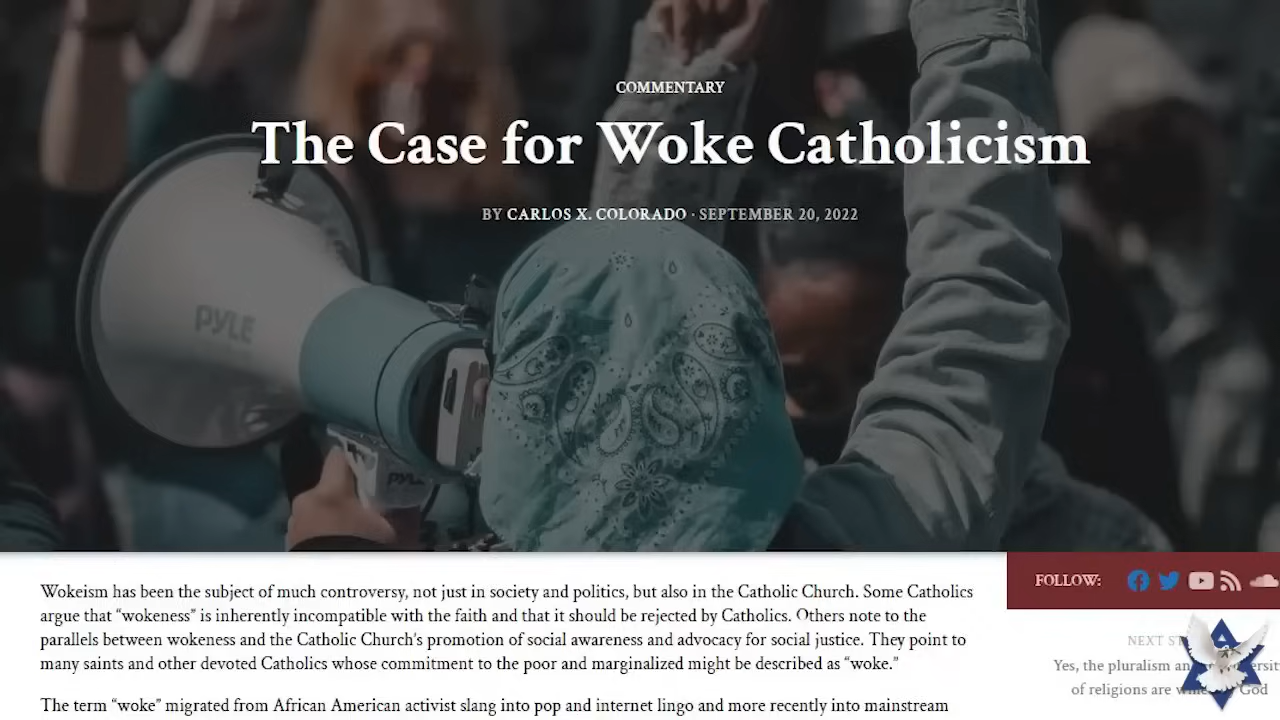 COMMENTARY
The Case for Woke Catholicism
BY CARLOS X. COLORADO · SEPTEMBER 20, 2022
PYLE
PYLE
Wokeism has been the subject of much controversy, not just in society and politics, but also in the Catholic Church. Some Catholics
argue that “wokeness” is inherently incompatible with the faith and that it should be rejected by Catholics. Others note to the
parallels between wokeness and the Catholic Church’s promotion of social awareness and advocacy for social justice. They point to
many saints and other devoted Catholics whose commitment to the poor and marginalized might be described as “woke.”
The term “woke” migrated from African American activist slang into pop and internet lingo and more recently into mainstream
FOLLOW:
NEXT
Yes, the pluralism
of religions are God